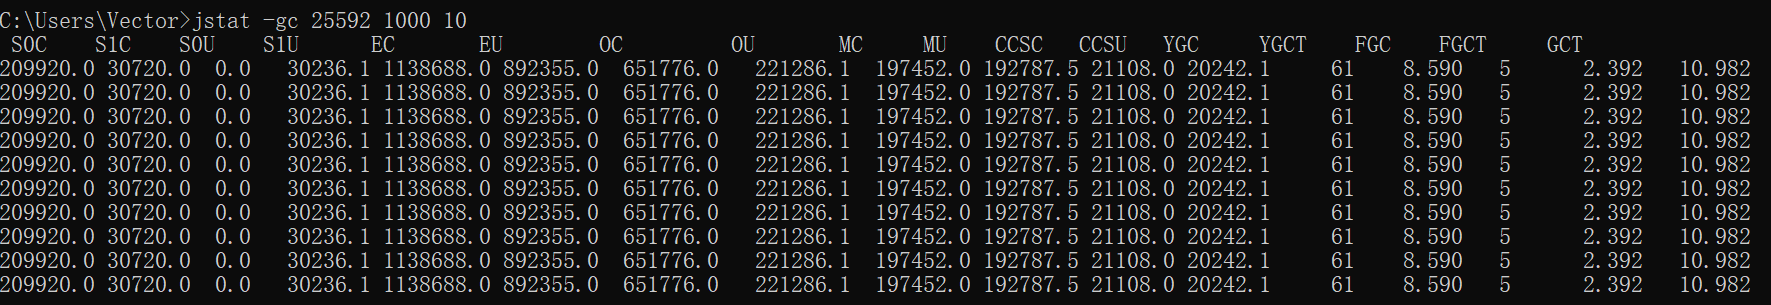 C:\Users\Vector>jstat -gc 25592 1000 10
S0C S1C S0U S1U EC EU OC OU MC MU CCSC CCSU YGC YGCT FGC FGCT GCT
209920.0 30720.0 0.0 30236.1 1138688.0 892355.0 651776.0 221286.1 197452.0 192787.5 21108.0 20242.1 61 8.590 5 2.392 10.982
209920.0 30720.0 0.0 30236.1 1138688.0 892355.0 651776.0 221286.1 197452.0 192787.5 21108.0 20242.1 61 8.590 5 2.392 10.982
209920.0 30720.0 0.0 30236.1 1138688.0 892355.0 651776.0 221286.1 197452.0 192787.5 21108.0 20242.1 61 8.590 5 2.392 10.982
209920.0 30720.0 0.0 30236.1 1138688.0 892355.0 651776.0 221286.1 197452.0 192787.5 21108.0 20242.1 61 8.590 5 2.392 10.982
209920.0 30720.0 0.0 30236.1 1138688.0 892355.0 651776.0 221286.1 197452.0 192787.5 21108.0 20242.1 61 8.590 5 2.392 10.982
209920.0 30720.0 0.0 30236.1 1138688.0 892355.0 651776.0 221286.1 197452.0 192787.5 21108.0 20242.1 61 8.590 5 2.392 10.982
209920.0 30720.0 0.0 30236.1 1138688.0 892355.0 651776.0 221286.1 197452.0 192787.5 21108.0 20242.1 61 8.590 5 2.392 10.982
209920.0 30720.0 0.0 30236.1 1138688.0 892355.0 651776.0 221286.1 197452.0 192787.5 21108.0 20242.1 61 8.590 5 2.392 10.982
209920.0 30720.0 0.0 30236.1 1138688.0 892355.0 651776.0 221286.1 197452.0 192787.5 21108.0 20242.1 61 8.590 5 2.392 10.982
209920.0 30720.0 0.0 30236.1 1138688.0 892355.0 651776.0 221286.1 197452.0 192787.5 21108.0 20242.1 61 8.590 5 2.392 10.982